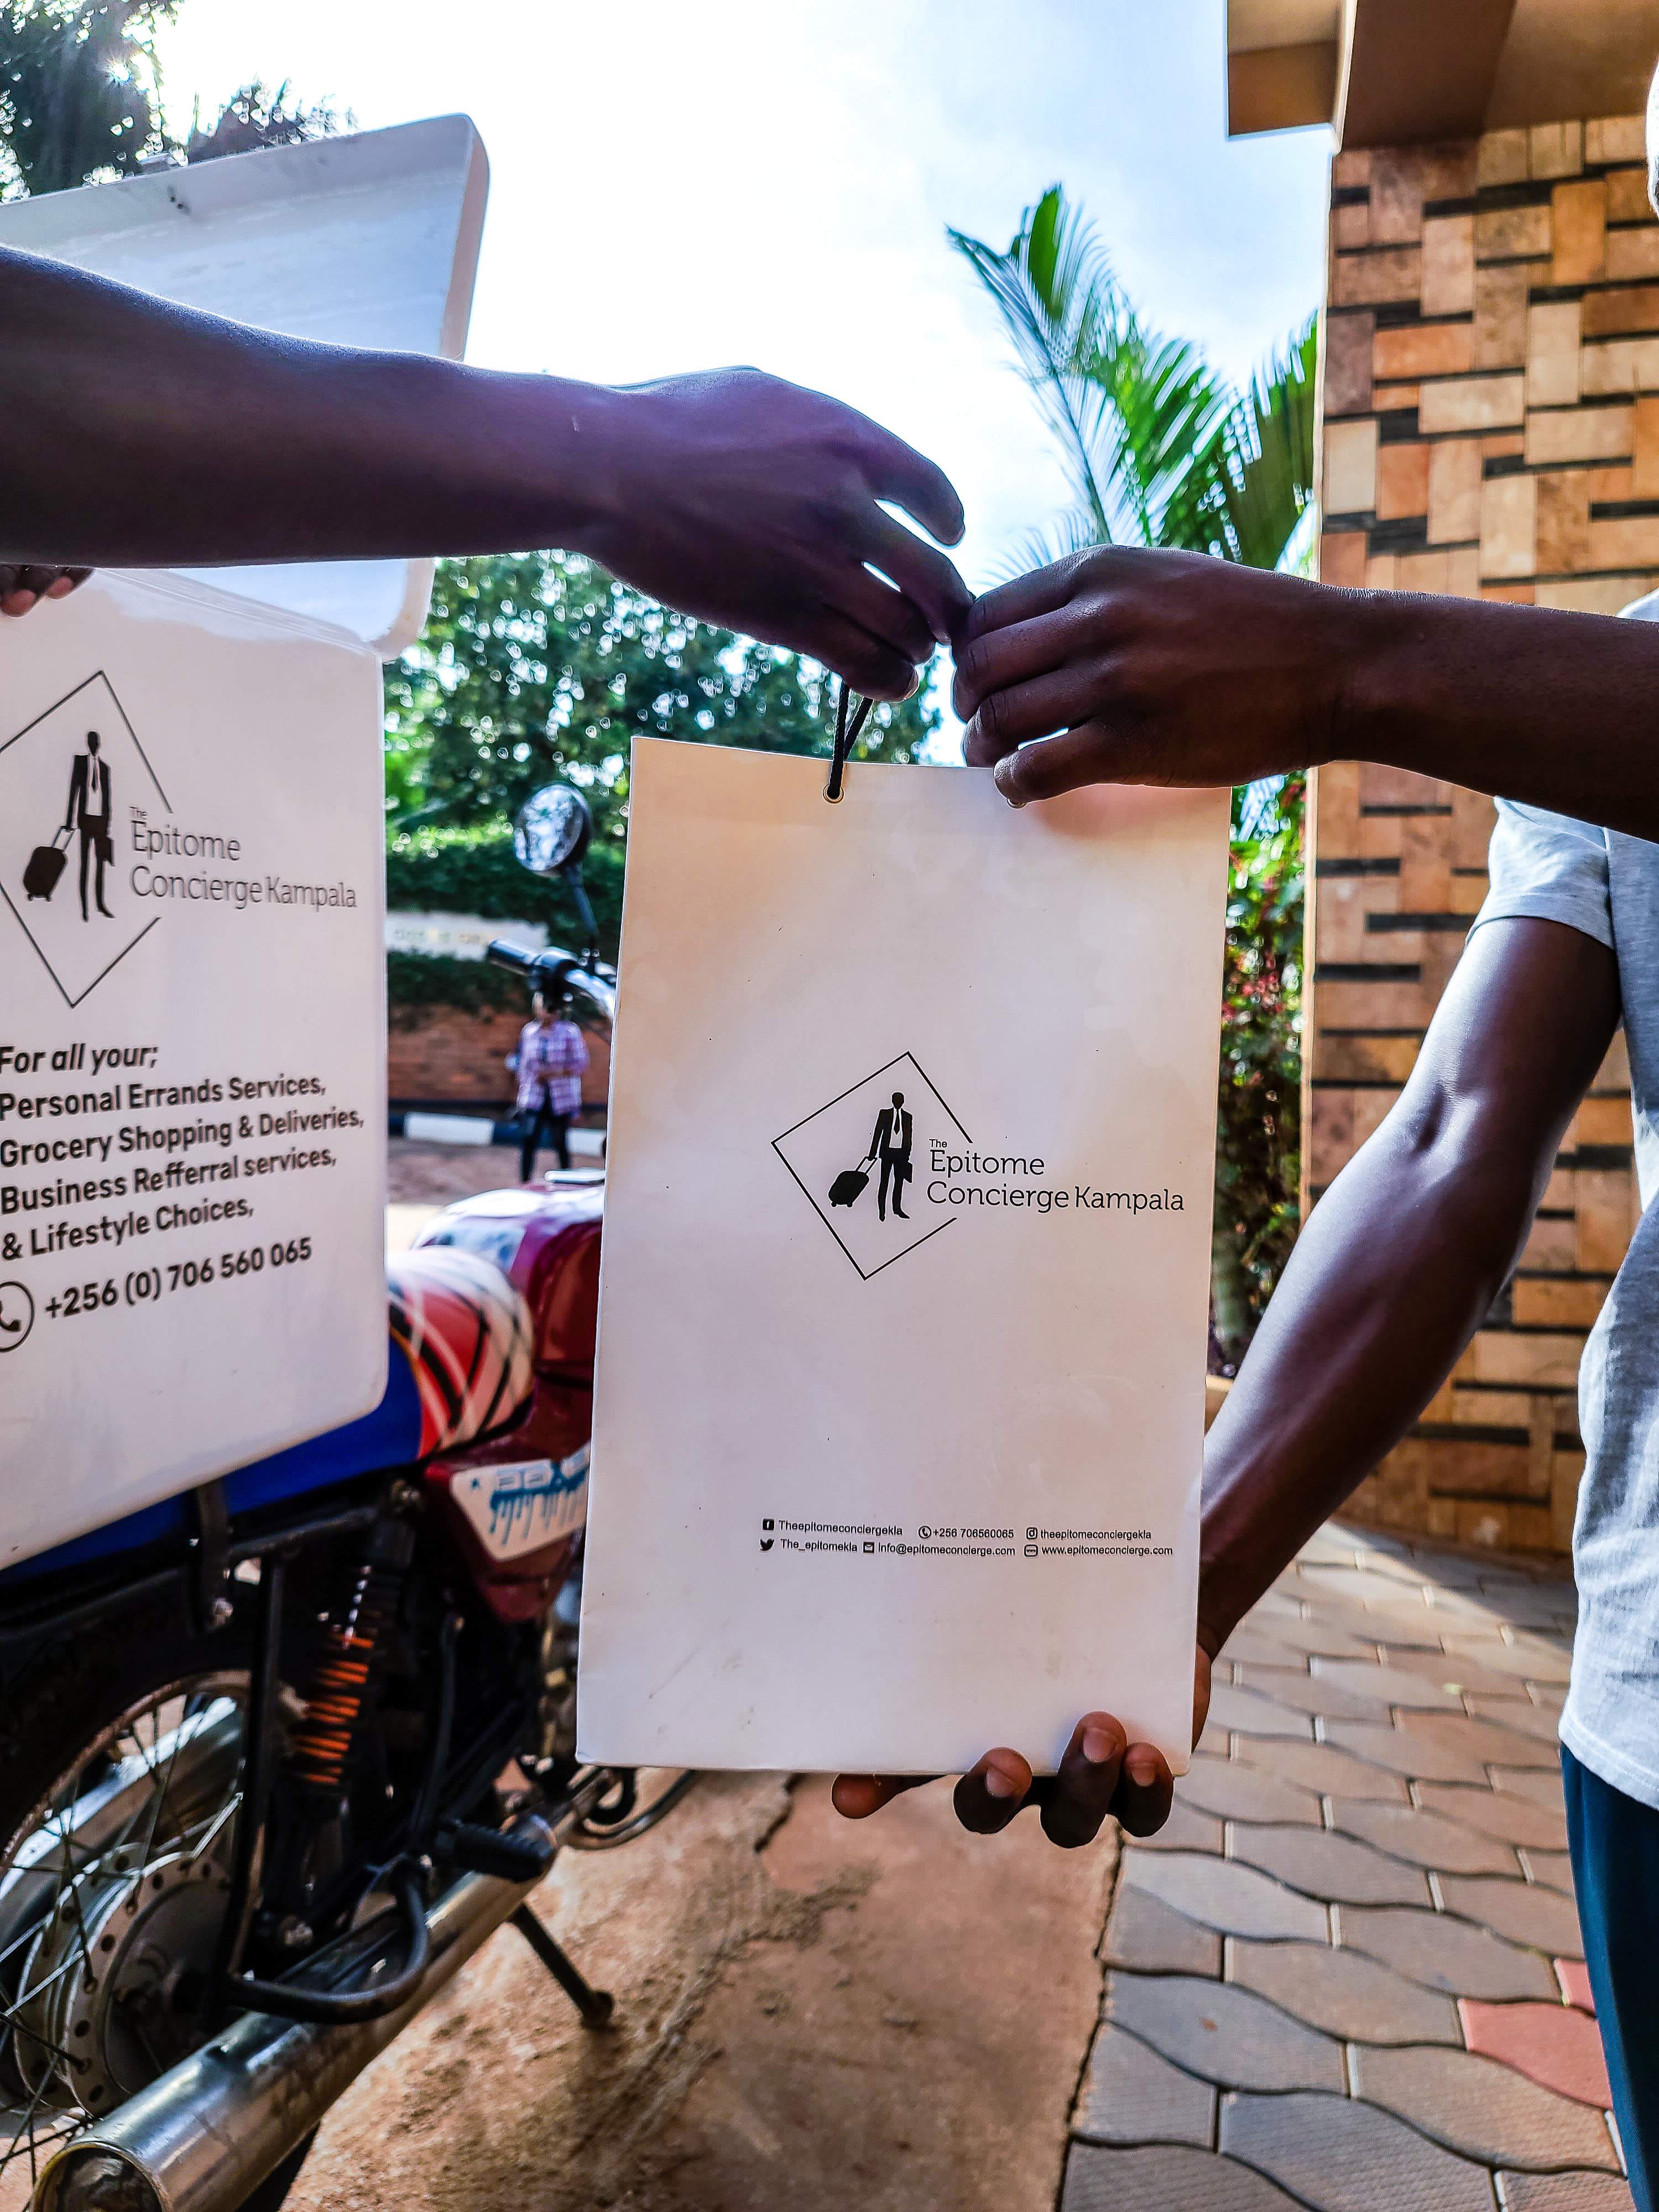 The
Epitome
Concierge Kampala
For all your;
Personal Errands Services,
Grocery Shopping & Deliveries,
Business Refferral services,
& Lifestyle Choices,
+256 (0) 706 560 065
The
Epitome
Concierge Kampala
Theepitomeconciergekla +256 706560065 theepitomeconciergekla
The_epitomekla info@epitomeconcierge.com www.epitomeconcierge.com